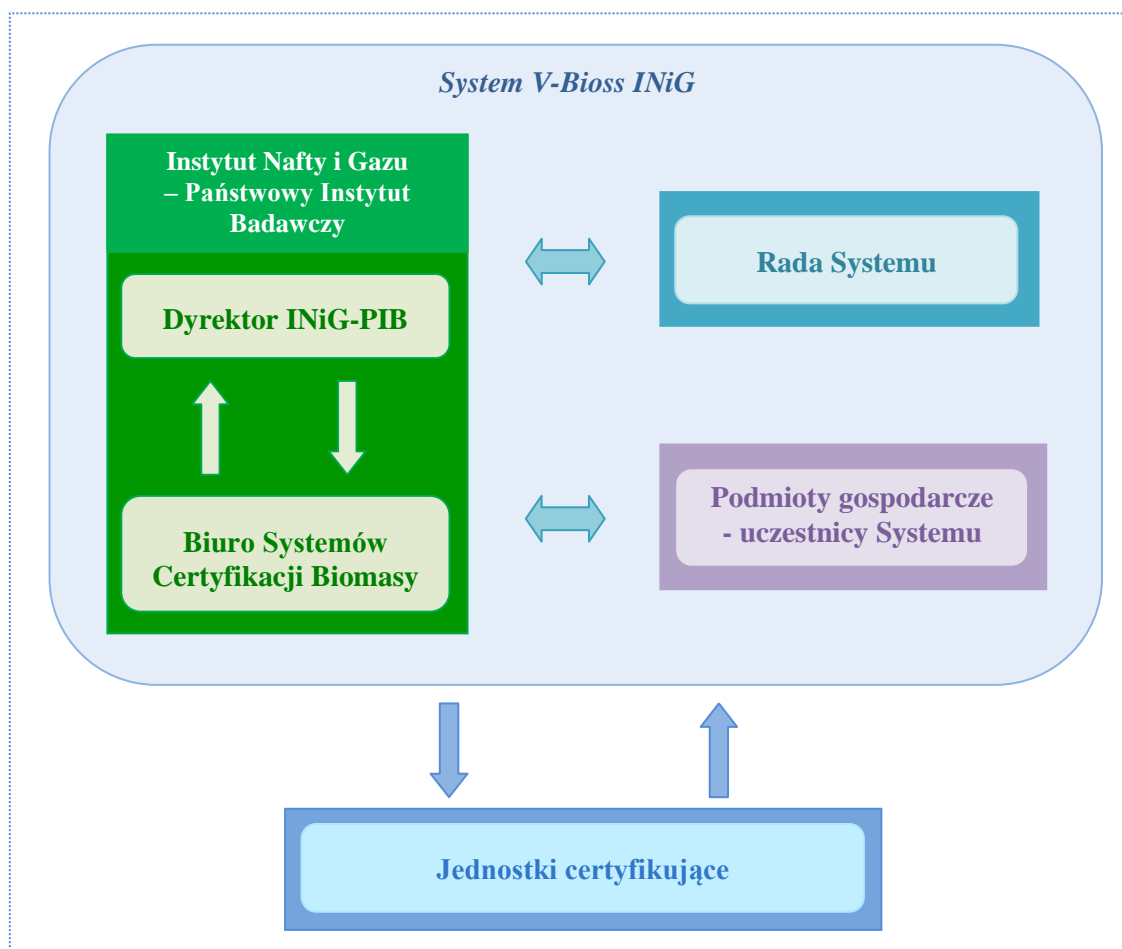 System V-Bioss INiG
Instytut Nafty i Gazu
– Państwowy Instytut
Badawczy
Dyrektor INiG-PIB
Biuro Systemów
Certyfikacji Biomasy
Rada Systemu
Podmioty gospodarcze
- uczestnicy Systemu
Jednostki certyfikujące